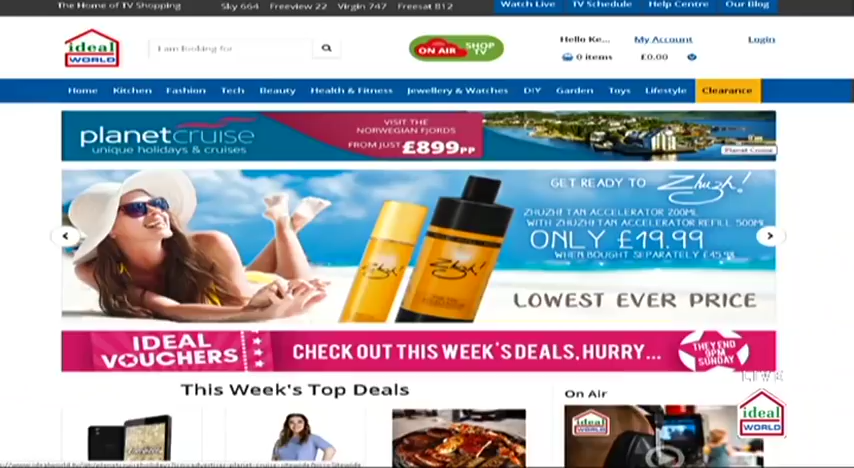 The Home of TV Shopping
Sky 664 Freeview 22 Virgin 747 Freesat 812
Watch Live TV Schedule Help Centre Our Blog
ideal
WORLD
I am looking for
ON AIR SHOP TV
Hello Ke... My Account Login
0 items £0.00
Home Kitchen Fashion Tech Beauty Health & Fitness Jewellery & Watches DIY Garden Toys Lifestyle Clearance
planetcruise
unique holidays & cruises
VISIT THE
NORWEGIAN FJORDS
FROM JUST £899PP
Planet Cruise
GET READY TO Zhuzh!
ZHUZH! TAN ACCELERATOR 200ML
WITH ZHUZH! TAN ACCELERATOR REFILL 500ML
ONLY £19.99
WHEN BOUGHT SEPARATELY £45.98
LOWEST EVER PRICE
Zhuzh!
Zhuzh!
IDEAL
VOUCHERS
CHECK OUT THIS WEEK'S DEALS, HURRY...
THEY END
9PM
SUNDAY
This Week's Top Deals
On Air
LIVE
ideal
WORLD
ideal
WORLD